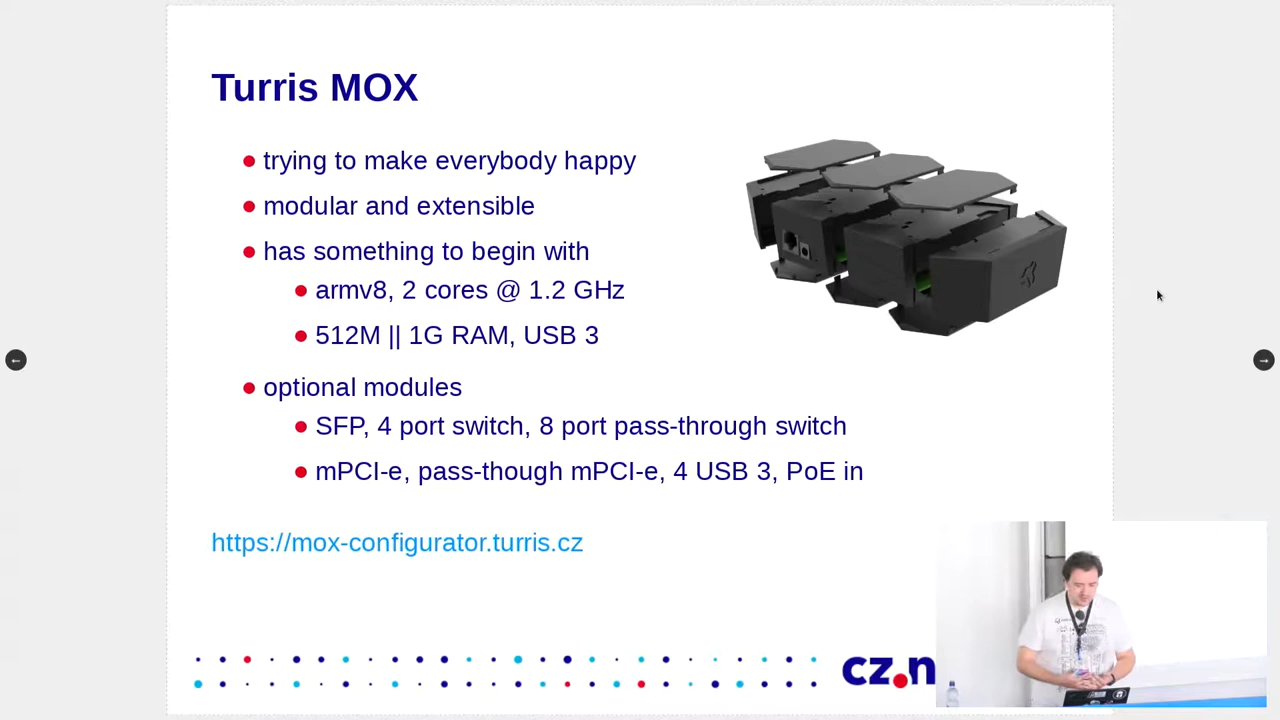 Turris MOX
trying to make everybody happy
modular and extensible
has something to begin with
armv8, 2 cores @ 1.2 GHz
512M || 1G RAM, USB 3
optional modules
SFP, 4 port switch, 8 port pass-through switch
mPCI-e, pass-though mPCI-e, 4 USB 3, PoE in
https://mox-configurator.turris.cz
cz.n